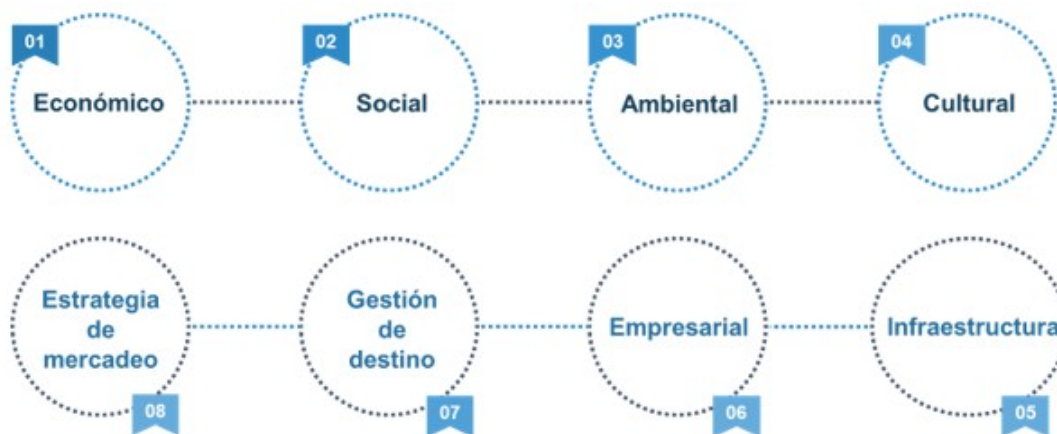 01
Económico
02
Social
03
Ambiental
04
Cultural
Estrategia
de
mercadeo
08
Gestión
de
destino
07
Empresarial
06
Infraestructura
05